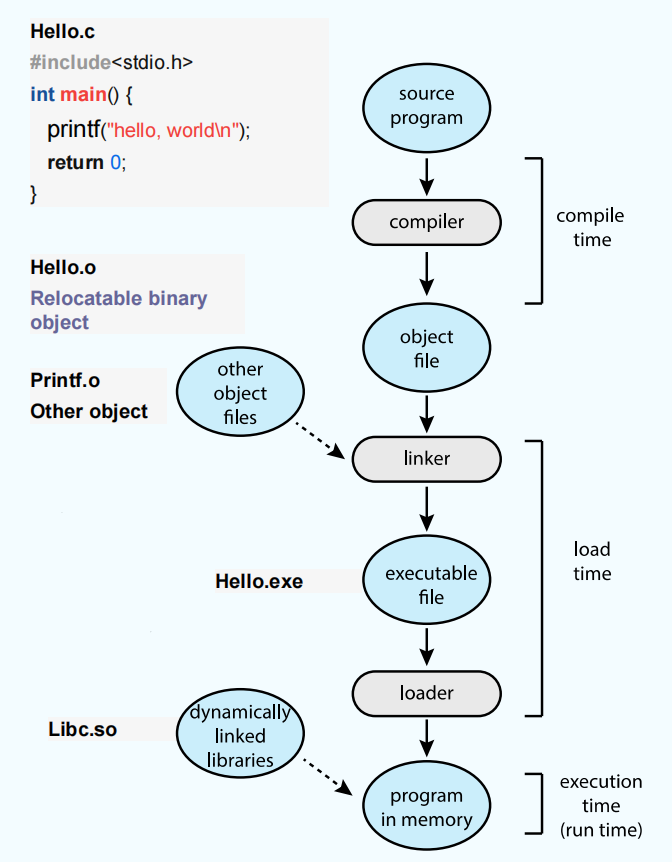 Hello.c
#include<stdio.h>
int main() {
printf("hello, world\n");
return 0;
}
source
program
compiler
compile
time
Hello.o
Relocatable binary
object
object
file
Printf.o
Other object
other
object
files
linker
load
time
Hello.exe
executable
file
loader
Libc.so
dynamically
linked
libraries
program
in memory
execution
time
(run time)